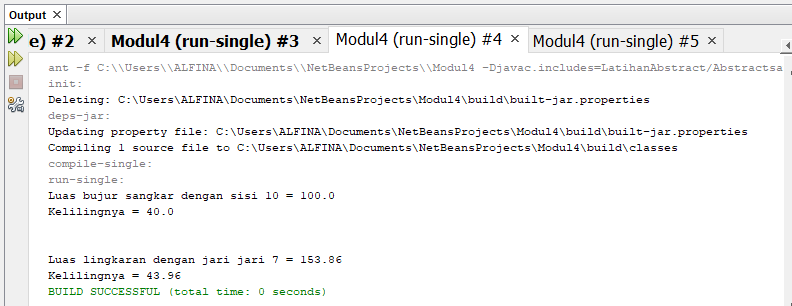 Output ×
e) #2 × Modul4 (run-single) #3 × Modul4 (run-single) #4 × Modul4 (run-single) #5 ×
ant -f C:\\Users\\ALFINA\\Documents\\NetBeansProjects\\Modul4 -Djavac.includes=LatihanAbstract/Abstractsa
init:
Deleting: C:\Users\ALFINA\Documents\NetBeansProjects\Modul4\build\built-jar.properties
deps-jar:
Updating property file: C:\Users\ALFINA\Documents\NetBeansProjects\Modul4\build\built-jar.properties
Compiling 1 source file to C:\Users\ALFINA\Documents\NetBeansProjects\Modul4\build\classes
compile-single:
run-single:
Luas bujur sangkar dengan sisi 10 = 100.0
Kelilingnya = 40.0
Luas lingkaran dengan jari jari 7 = 153.86
Kelilingnya = 43.96
BUILD SUCCESSFUL (total time: 0 seconds)